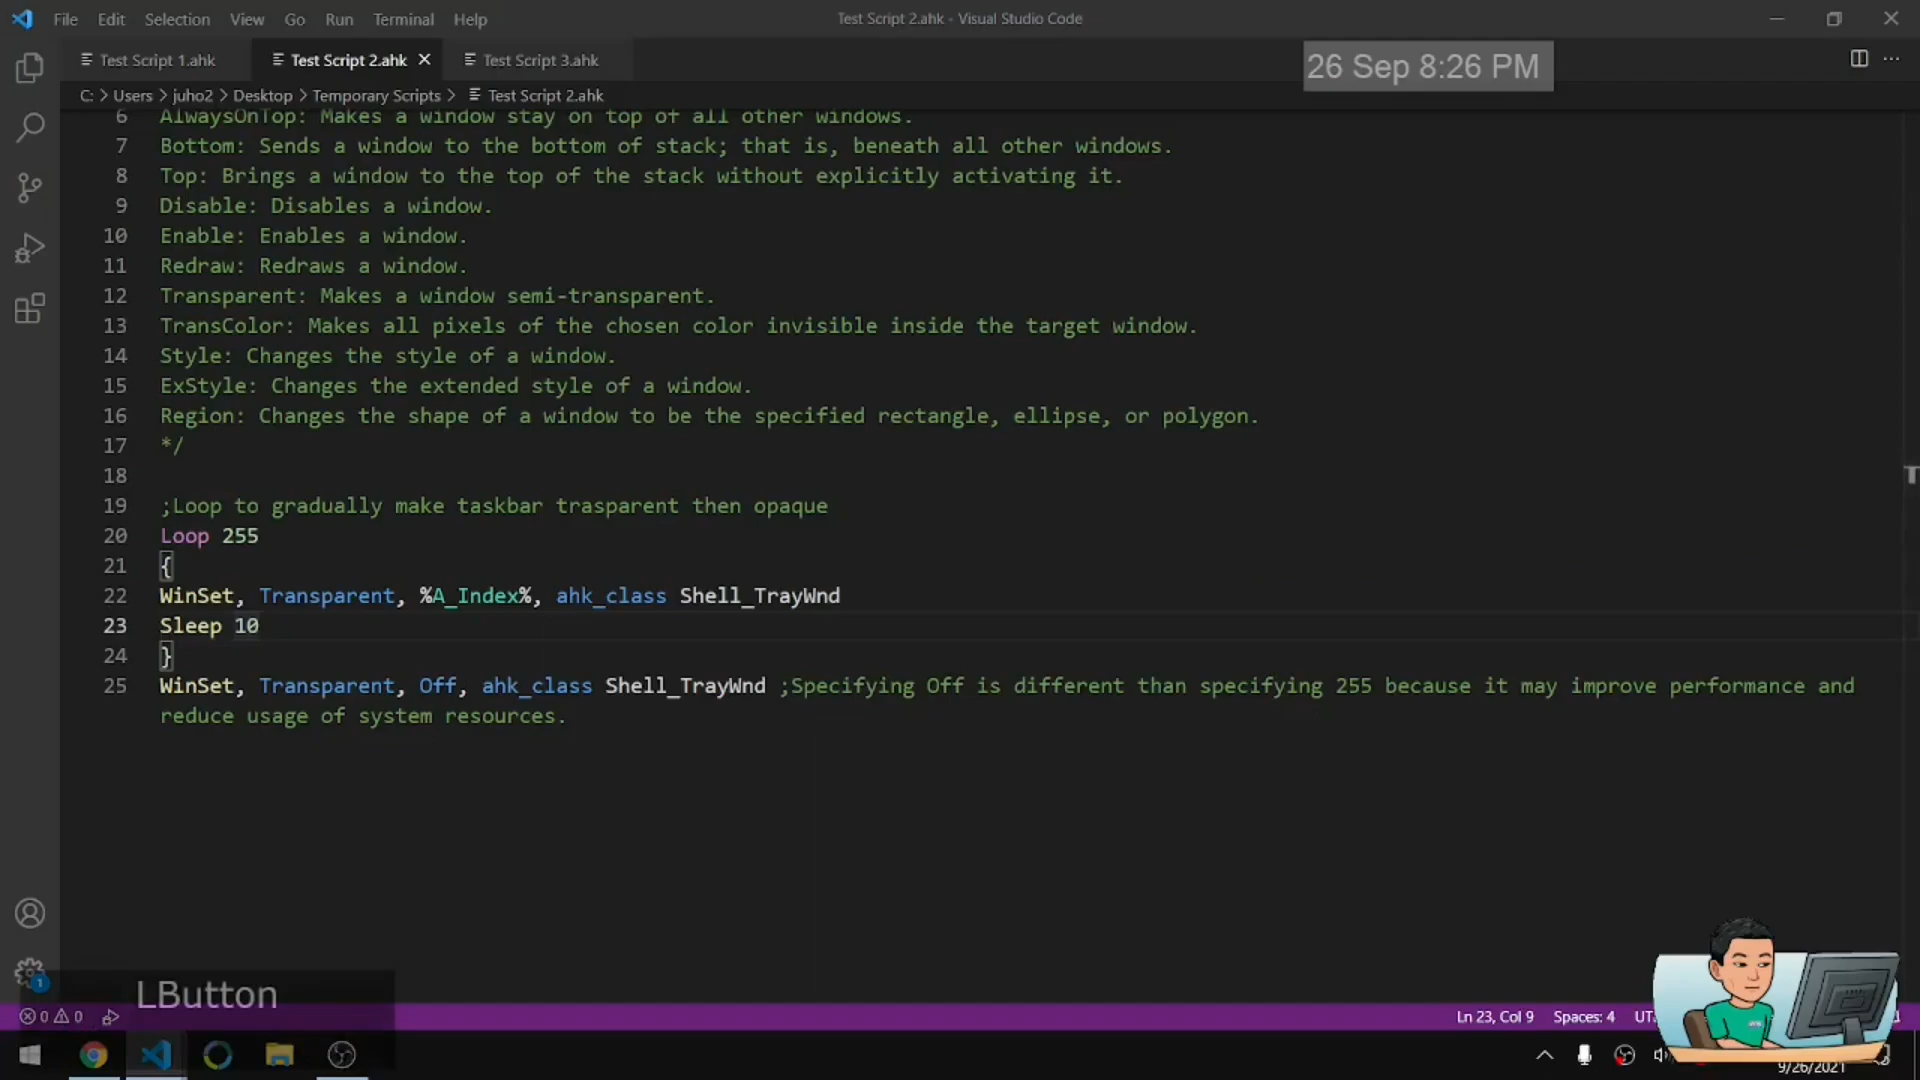 File Edit Selection View Go Run Terminal Help
Test Script 2.ahk - Visual Studio Code
Test Script 1.ahk
Test Script 2.ahk
Test Script 3.ahk
26 Sep 8:26 PM
C: > Users > juho2 > Desktop > Temporary Scripts > Test Script 2.ahk
6 AlwaysOnTop: Makes a window stay on top of all other windows.
7 Bottom: Sends a window to the bottom of stack; that is, beneath all other windows.
8 Top: Brings a window to the top of the stack without explicitly activating it.
9 Disable: Disables a window.
10 Enable: Enables a window.
11 Redraw: Redraws a window.
12 Transparent: Makes a window semi-transparent.
13 TransColor: Makes all pixels of the chosen color invisible inside the target window.
14 Style: Changes the style of a window.
15 ExStyle: Changes the extended style of a window.
16 Region: Changes the shape of a window to be the specified rectangle, ellipse, or polygon.
17 */
18
19 ;Loop to gradually make taskbar trasparent then opaque
20 Loop 255
21 {
22 WinSet, Transparent, %A_Index%, ahk_class Shell_TrayWnd
23 Sleep 10
24 }
25 WinSet, Transparent, Off, ahk_class Shell_TrayWnd ;Specifying Off is different than specifying 255 because it may improve performance and
reduce usage of system resources.
1
LButton
0 0
Ln 23, Col 9 Spaces: 4
9/26/2021